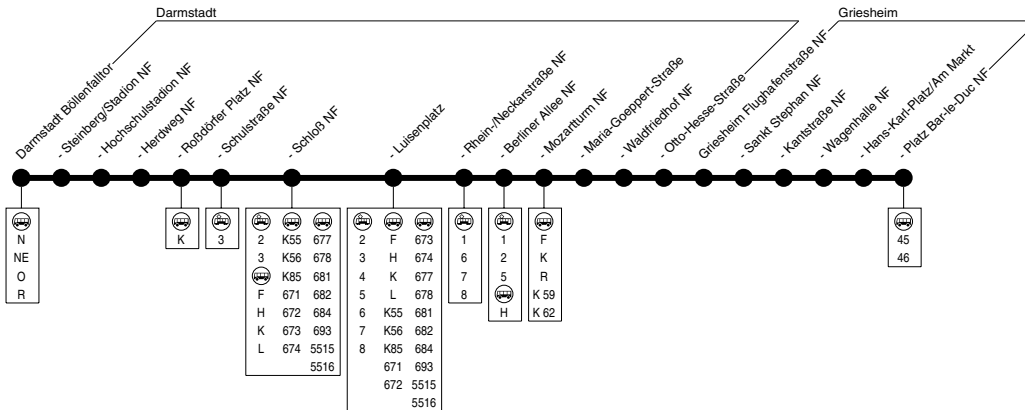 Darmstadt
Griesheim
Darmstadt Böllenfalltor
- Steinberg/Stadion NF
- Hochschulstadion NF
- Herdweg NF
- Roßdörfer Platz NF
- Schulstraße NF
- Schloß NF
- Luisenplatz
- Rhein-/Neckarstraße NF
- Berliner Allee NF
- Mozartturm NF
- Maria-Goeppert-Straße
- Waldfriedhof NF
- Otto-Hesse-Straße
Griesheim Flughafenstraße NF
- Sankt Stephan NF
- Kantstraße NF
- Wagenhalle NF
- Hans-Karl-Platz/Am Markt
- Platz Bar-le-Duc NF
N
NE
O
R
K
3
2 K55 677
3 K56 678
K85 681
F 671 682
H 672 684
K 673 693
L 674 5515
5516
2 F 673
3 H 674
4 K 677
5 L 678
6 K55 681
7 K56 682
8 K85 684
671 693
672 5515
5516
1
6
7
8
1
2
5
H
F
K
R
K 59
K 62
45
46